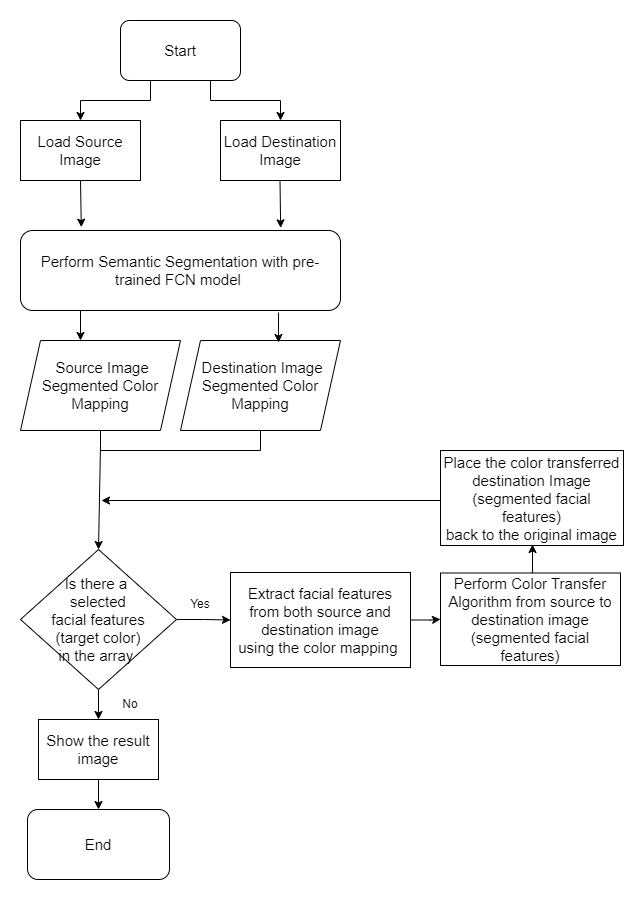 Start
Load Source
Image
Load Destination
Image
Perform Semantic Segmentation with pre-
trained FCN model
Source Image
Segmented Color
Mapping
Destination Image
Segmented Color
Mapping
Place the color transferred
destination Image
(segmented facial
features)
back to the original image
Is there a
selected
facial features
(target color)
in the array
Yes
Extract facial features
from both source and
destination image
using the color mapping
Perform Color Transfer
Algorithm from source to
destination image
(segmented facial
features)
No
Show the result
image
End